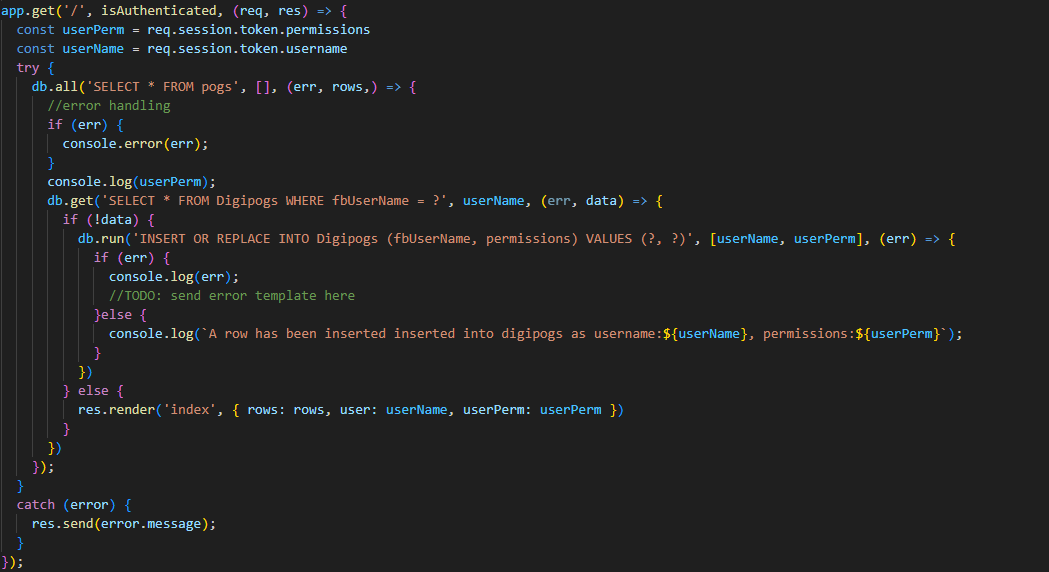 app.get('/', isAuthenticated, (req, res) => {
  const userPerm = req.session.token.permissions
  const userName = req.session.token.username
  try {
    db.all('SELECT * FROM pogs', [], (err, rows,) => {
      //error handling
      if (err) {
        console.error(err);
      }
      console.log(userPerm);
      db.get('SELECT * FROM Digipogs WHERE fbUserName = ?', userName, (err, data) => {
        if (!data) {
          db.run('INSERT OR REPLACE INTO Digipogs (fbUserName, permissions) VALUES (?, ?)', [userName, userPerm], (err) => {
            if (err) {
              console.log(err);
              //TODO: send error template here
            }else {
              console.log(`A row has been inserted inserted into digipogs as username:${userName}, permissions:${userPerm}`);
            }
          })
        } else {
          res.render('index', { rows: rows, user: userName, userPerm: userPerm })
        }
      })
    });
  }
  catch (error) {
    res.send(error.message);
  }
});